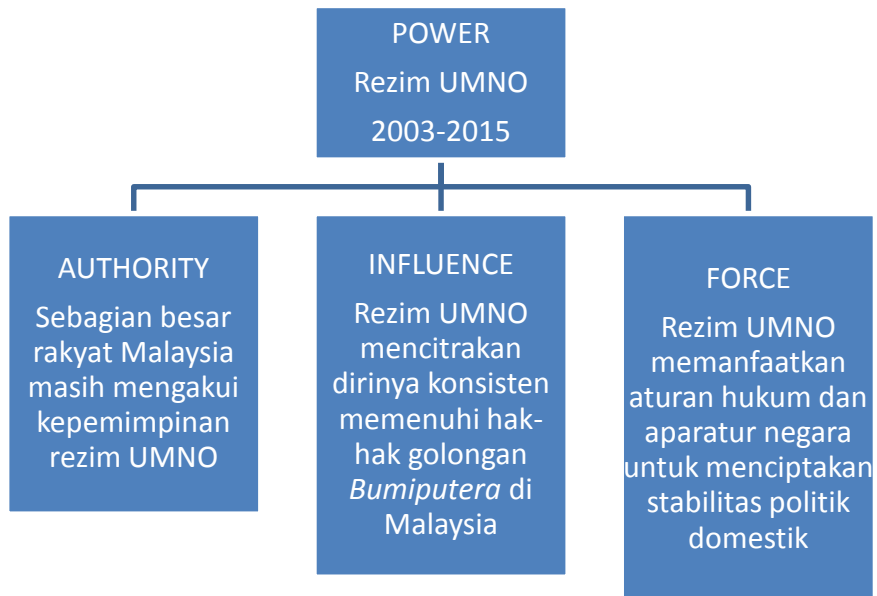 POWER
Rezim UMNO
2003-2015
AUTHORITY
Sebagian besar
rakyat Malaysia
masih mengakui
kepemimpinan
rezim UMNO
INFLUENCE
Rezim UMNO
mencitrakan
dirinya konsisten
memenuhi hak-
hak golongan
Bumiputera di
Malaysia
FORCE
Rezim UMNO
memanfaatkan
aturan hukum dan
aparatur negara
untuk menciptakan
stabilitas politik
domestik